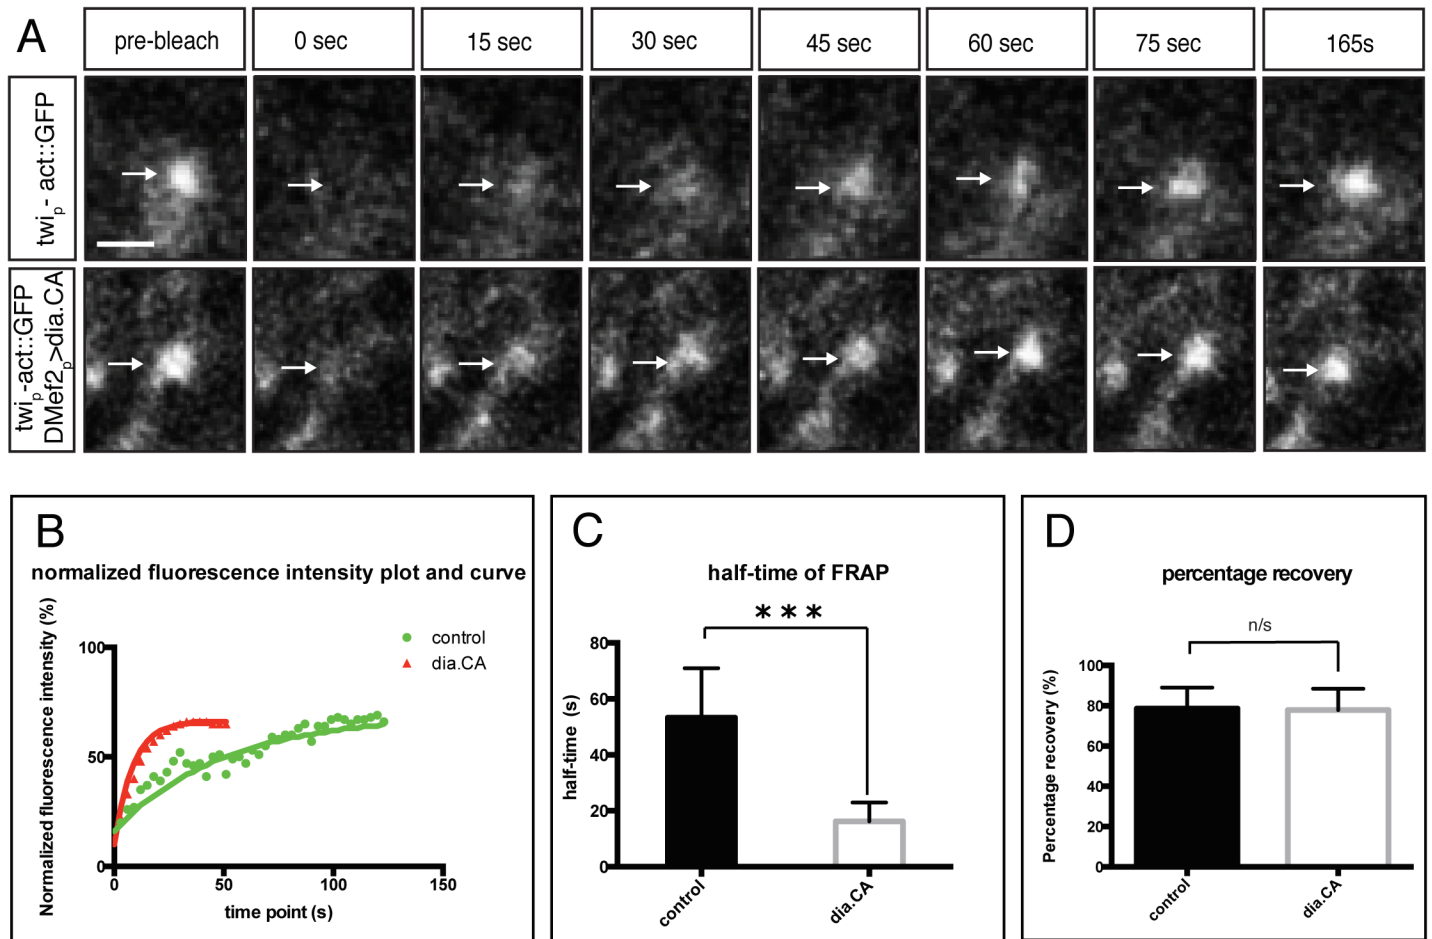 A
pre-bleach
0 sec
15 sec
30 sec
45 sec
60 sec
75 sec
165s
twip- act::GFP
twip-act::GFP
DMef2p>dia.CA
B
normalized fluorescence intensity plot and curve
Normalized fluorescence intensity (%)
100
50
0
0
50
100
150
time point (s)
control
dia.CA
C
half-time of FRAP
***
half-time (s)
80
60
40
20
0
control
dia.CA
D
percentage recovery
n/s
Percentage recovery (%)
100
80
60
40
20
0
control
dia.CA